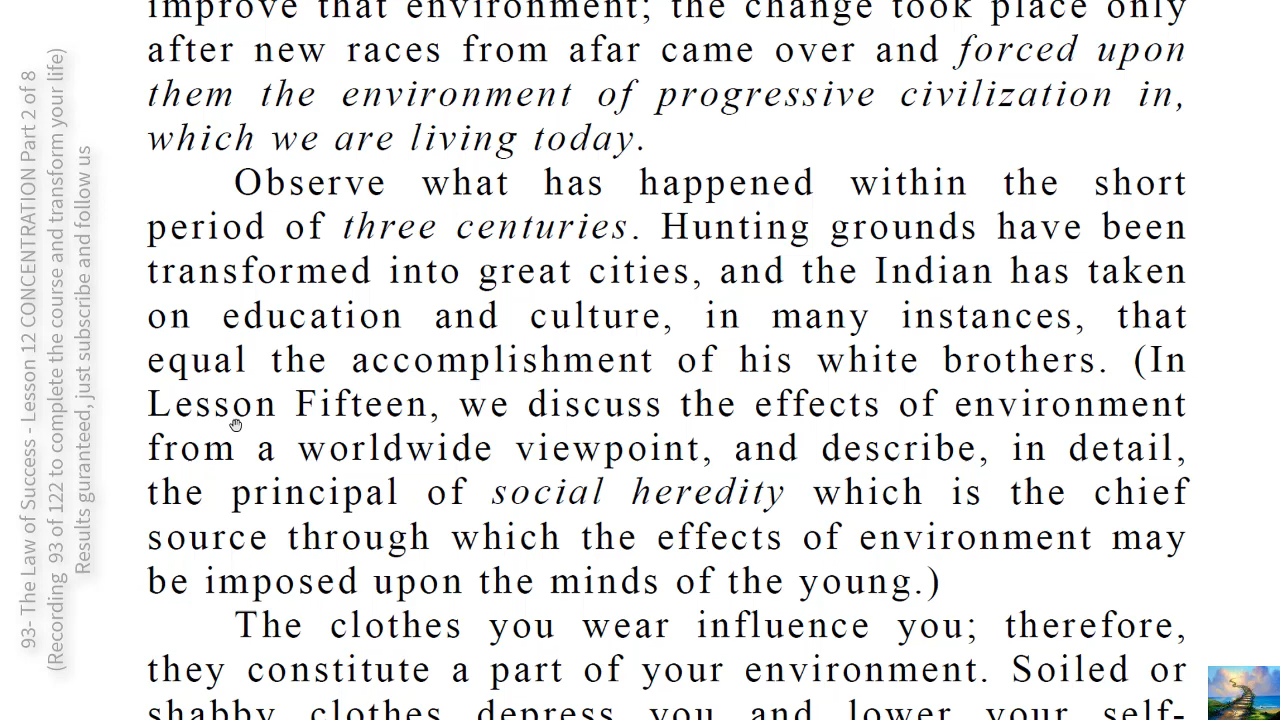 improve that environment; the change took place only
after new races from afar came over and forced upon
them the environment of progressive civilization in,
which we are living today.
Observe what has happened within the short
period of three centuries. Hunting grounds have been
transformed into great cities, and the Indian has taken
on education and culture, in many instances, that
equal the accomplishment of his white brothers. (In
Lesson Fifteen, we discuss the effects of environment
from a worldwide viewpoint, and describe, in detail,
the principal of social heredity which is the chief
source through which the effects of environment may
be imposed upon the minds of the young.)
The clothes you wear influence you; therefore,
they constitute a part of your environment. Soiled or
shabby clothes depress you and lower your self-
93- The Law of Success - Lesson 12 CONCENTRATION Part 2 of 8
(Recording 93 of 122 to complete the course and transform your life)
Results guranteed, just subscribe and follow us